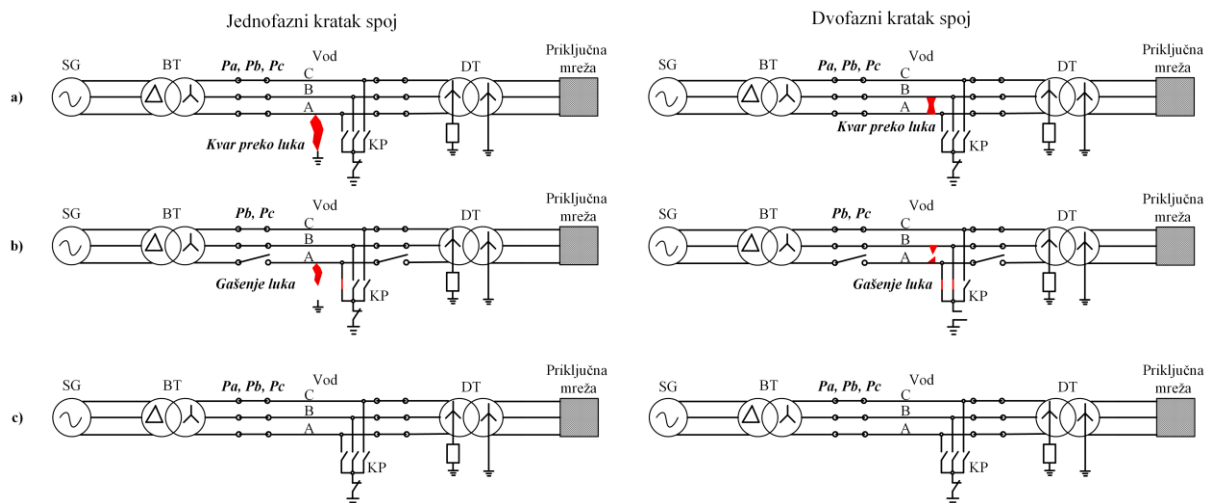 Jednofazni kratak spoj
Dvofazni kratak spoj
a)
SG
BT
Pa, Pb, Pc
Vod
C
B
A
Kvar preko luka
KP
DT
Priključna
mreža
SG
BT
Pa, Pb, Pc
Vod
C
B
A
Kvar preko luka
KP
DT
Priključna
mreža
b)
SG
BT
Pb, Pc
Vod
C
B
A
Gašenje luka
KP
DT
Priključna
mreža
SG
BT
Pb, Pc
Vod
C
B
A
Gašenje luka
KP
DT
Priključna
mreža
c)
SG
BT
Pa, Pb, Pc
Vod
C
B
A
KP
DT
Priključna
mreža
SG
BT
Pa, Pb, Pc
Vod
C
B
A
KP
DT
Priključna
mreža